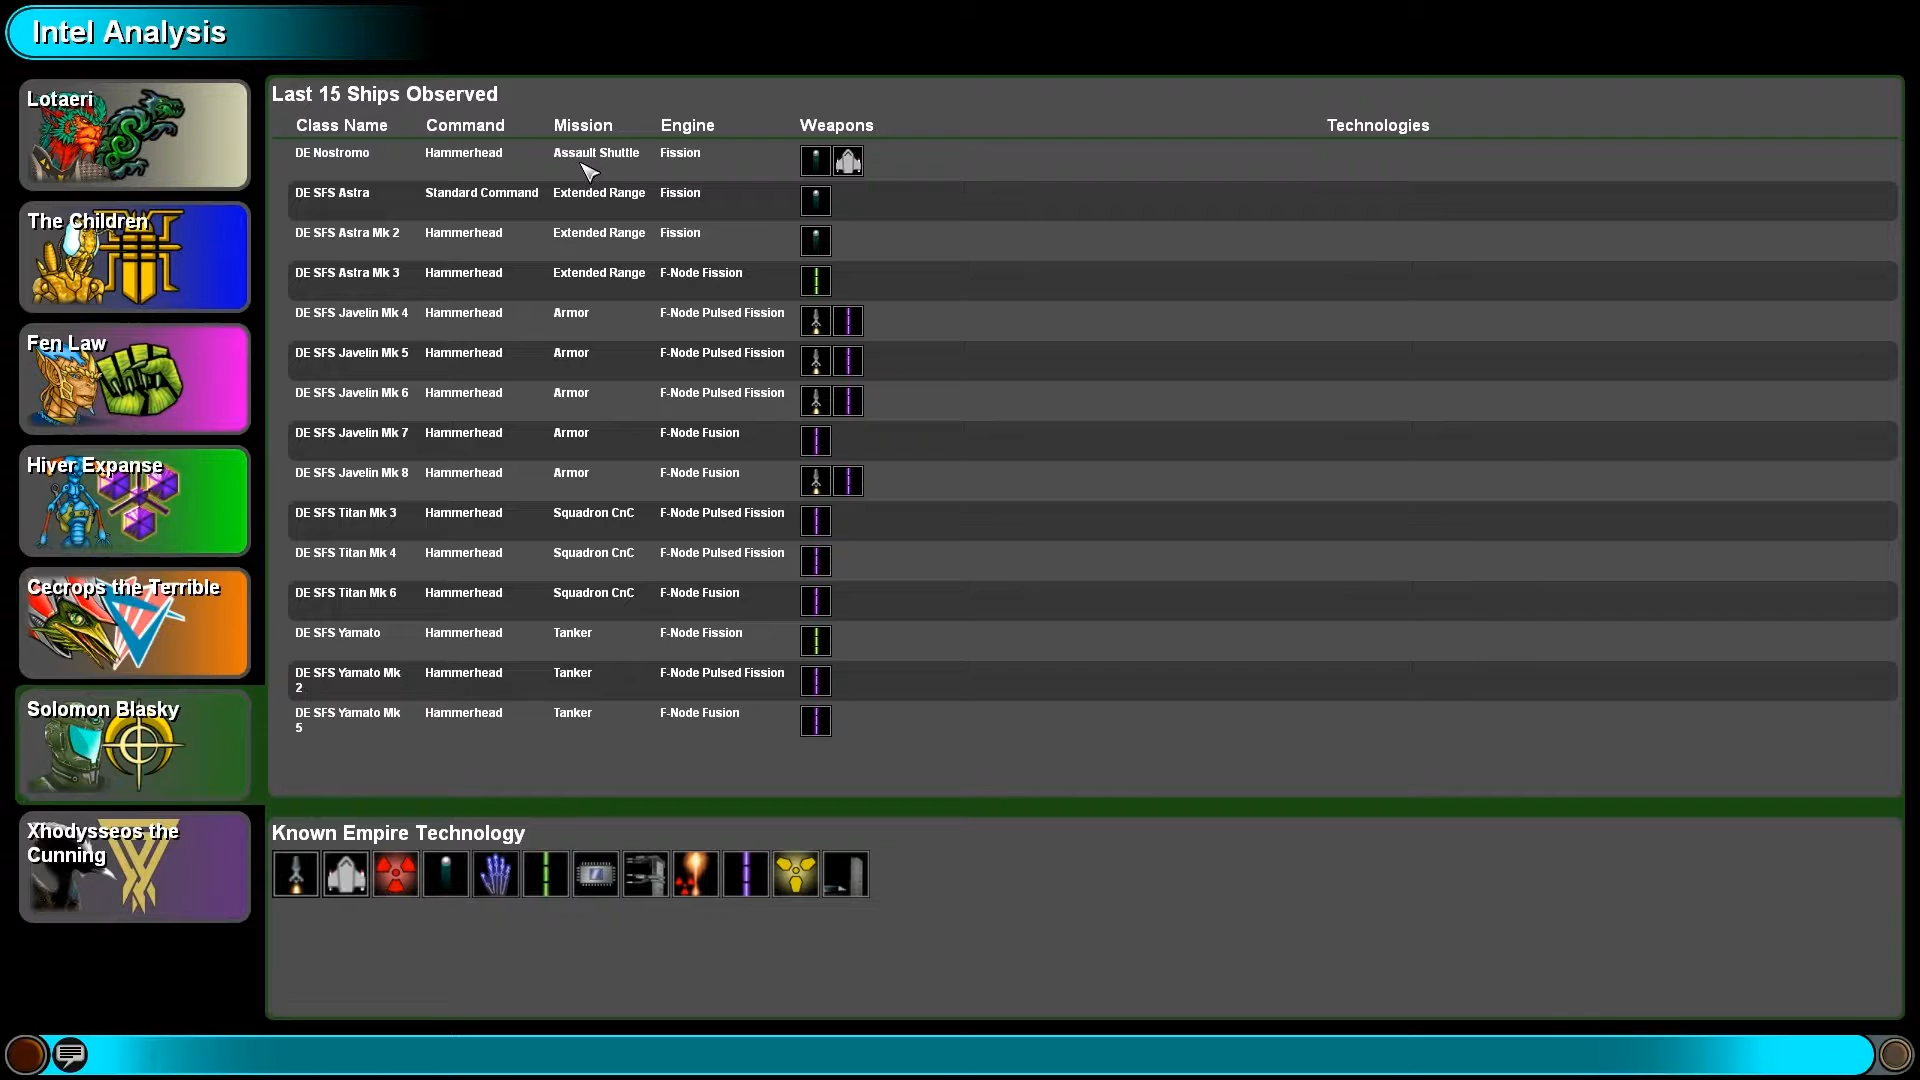 Intel Analysis
Lotaeri
The Children
Fen Law
Hiver Expanse
Cecrops the Terrible
Solomon Blasky
Xhodysseos the
Cunning
Last 15 Ships Observed
Class Name Command Mission Engine Weapons Technologies
DE Nostromo Hammerhead Assault Shuttle Fission
DE SFS Astra Standard Command Extended Range Fission
DE SFS Astra Mk 2 Hammerhead Extended Range Fission
DE SFS Astra Mk 3 Hammerhead Extended Range F-Node Fission
DE SFS Javelin Mk 4 Hammerhead Armor F-Node Pulsed Fission
DE SFS Javelin Mk 5 Hammerhead Armor F-Node Pulsed Fission
DE SFS Javelin Mk 6 Hammerhead Armor F-Node Pulsed Fission
DE SFS Javelin Mk 7 Hammerhead Armor F-Node Fusion
DE SFS Javelin Mk 8 Hammerhead Armor F-Node Fusion
DE SFS Titan Mk 3 Hammerhead Squadron CnC F-Node Pulsed Fission
DE SFS Titan Mk 4 Hammerhead Squadron CnC F-Node Pulsed Fission
DE SFS Titan Mk 6 Hammerhead Squadron CnC F-Node Fusion
DE SFS Yamato Hammerhead Tanker F-Node Fission
DE SFS Yamato Mk Hammerhead Tanker F-Node Pulsed Fission
2
DE SFS Yamato Mk Hammerhead Tanker F-Node Fusion
5
Known Empire Technology